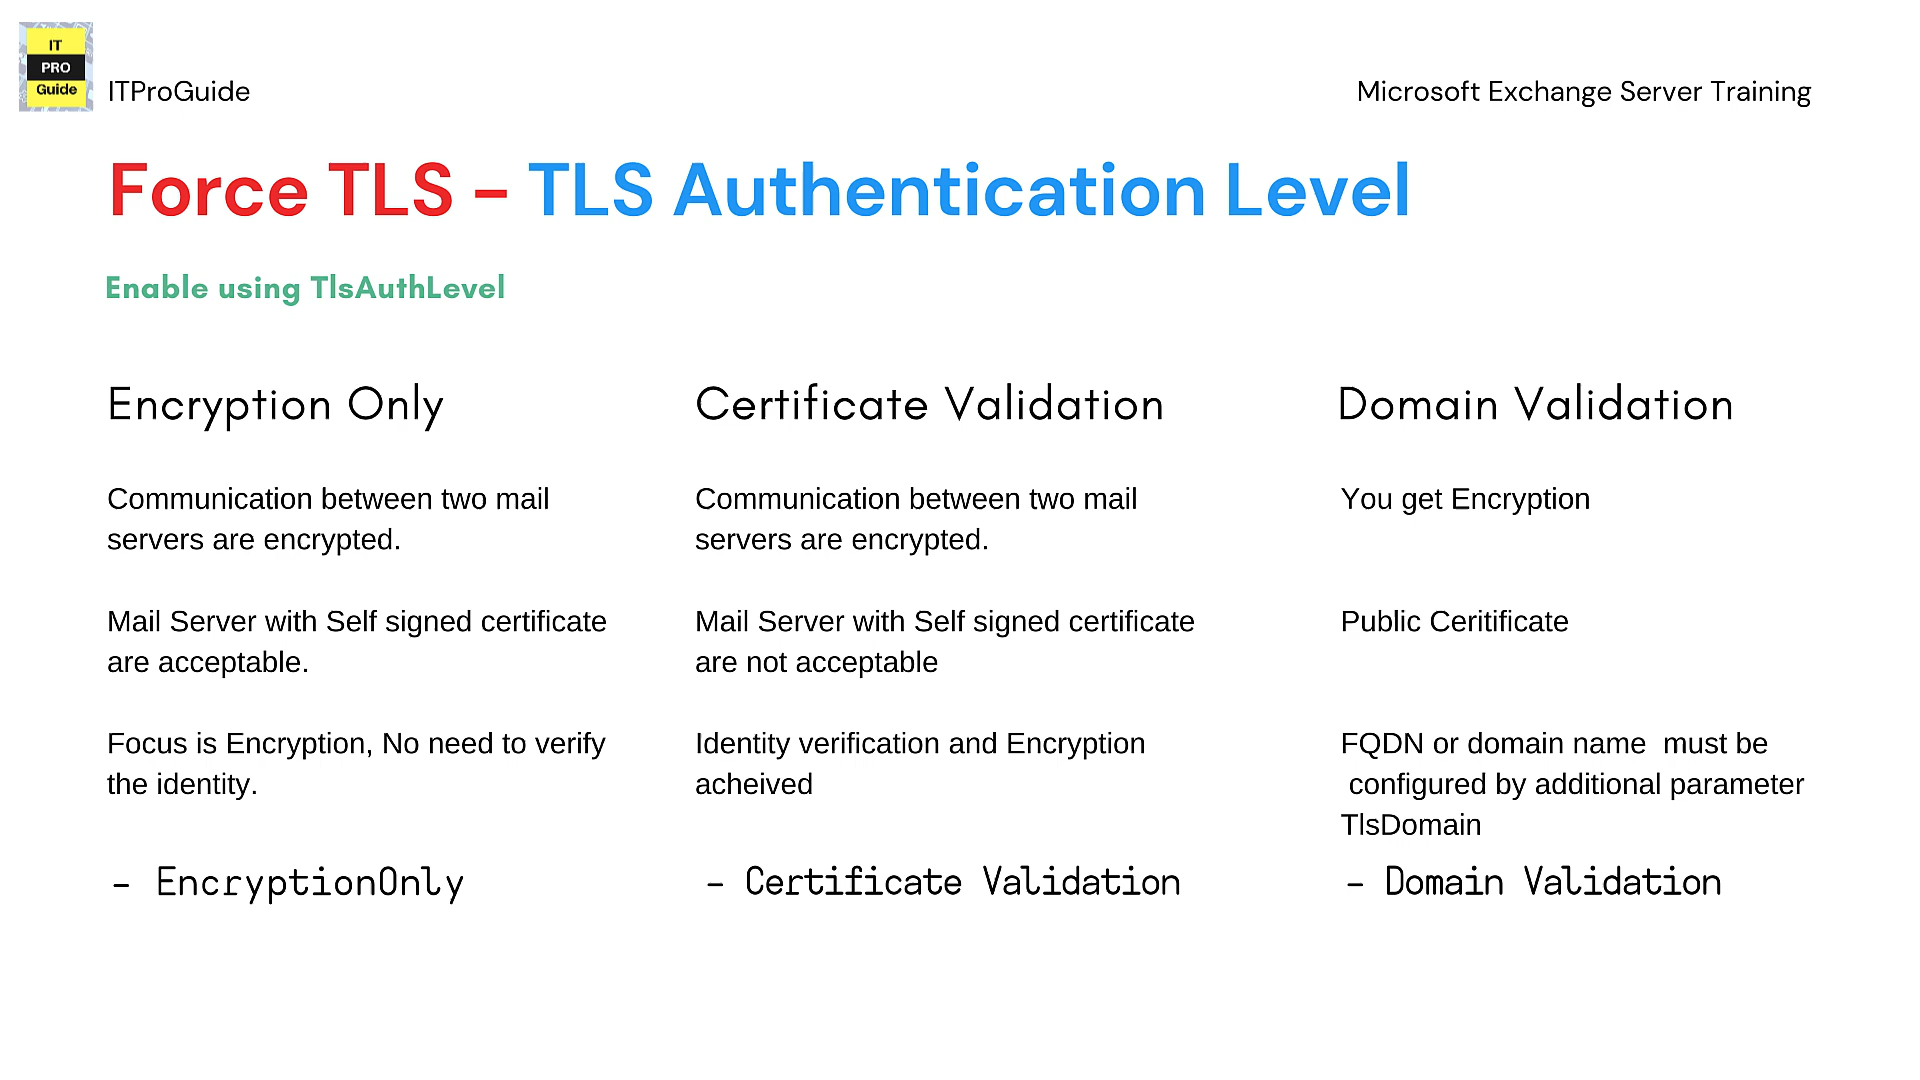 IT
PRO
Guide
ITProGuide
Microsoft Exchange Server Training
Force TLS - TLS Authentication Level
Enable using TlsAuthLevel
Encryption Only
Communication between two mail
servers are encrypted.
Mail Server with Self signed certificate
are acceptable.
Focus is Encryption, No need to verify
the identity.
- EncryptionOnly
Certificate Validation
Communication between two mail
servers are encrypted.
Mail Server with Self signed certificate
are not acceptable
Identity verification and Encryption
acheived
- Certificate Validation
Domain Validation
You get Encryption
Public Ceritificate
FQDN or domain name  must be
configured by additional parameter
TlsDomain
- Domain Validation